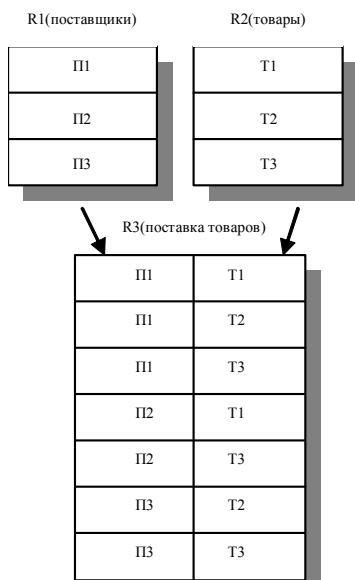 R1(поставщики) R2(товары)
П1 Т1
П2 Т2
П3 Т3
R3(поставка товаров)
П1 Т1
П1 Т2
П1 Т3
П2 Т1
П2 Т3
П3 Т2
П3 Т3